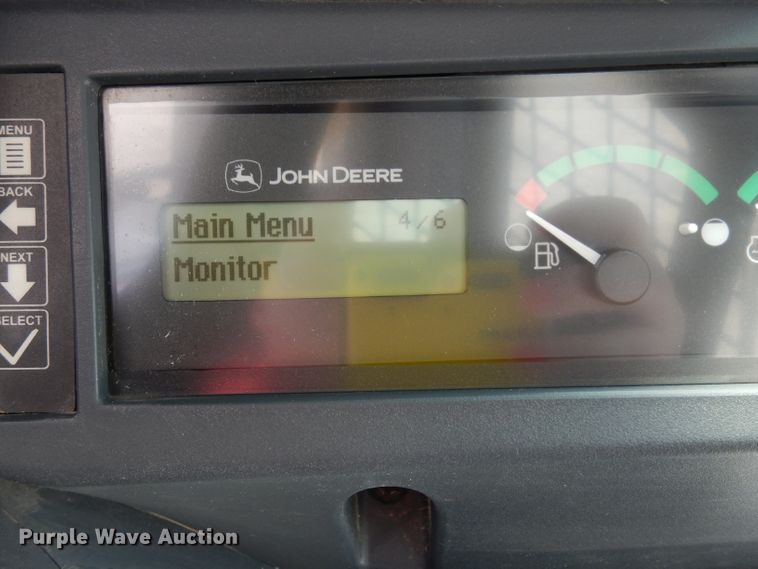 MENU
BACK
NEXT
SELECT
JOHN DEERE
Main Menu 4/6
Monitor
Purple Wave Auction